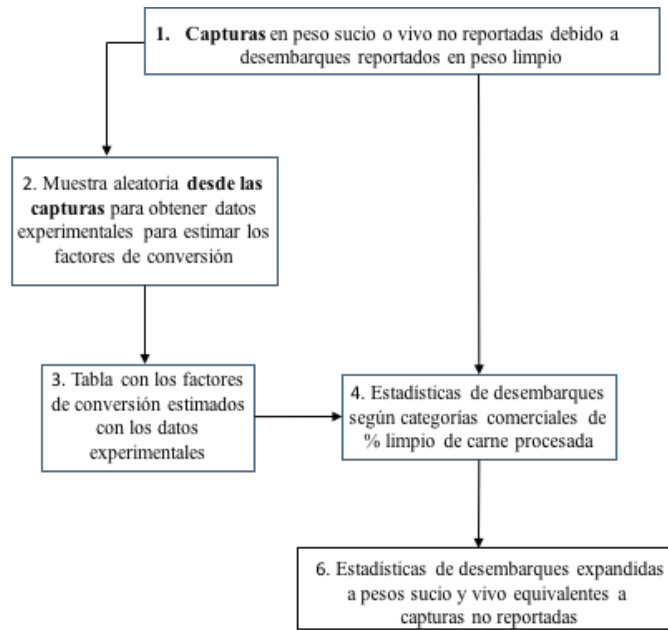 1. Capturas en peso sucio o vivo no reportadas debido a
desembarques reportados en peso limpio
2. Muestra aleatoria desde las
capturas para obtener datos
experimentales para estimar los
factores de conversión
3. Tabla con los factores
de conversión estimados
con los datos
experimentales
4. Estadísticas de desembarques
según categorías comerciales de
% limpio de carne procesada
6. Estadísticas de desembarques expandidas
a pesos sucio y vivo equivalentes a
capturas no reportadas